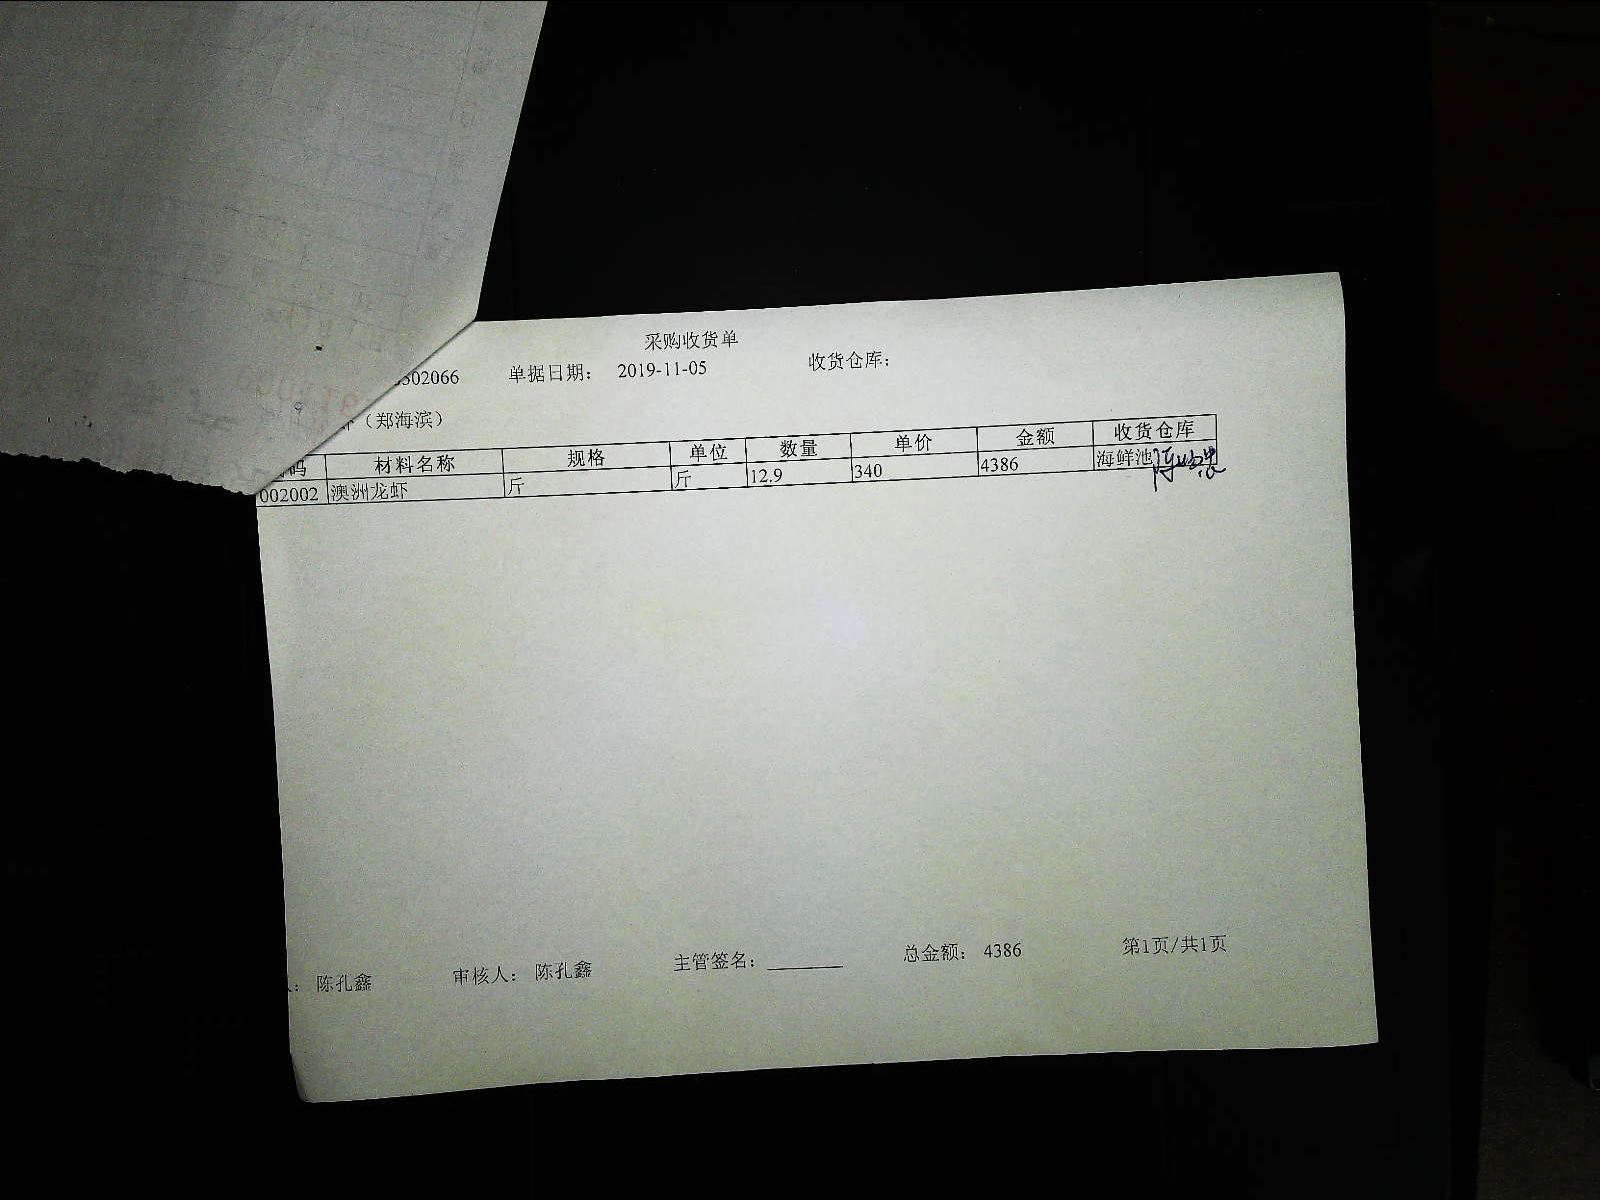 采购收货单
302066 单据日期： 2019-11-05 收货仓库：
（郑海滨）
码 材料名称 规格 单位 数量 单价 金额 收货仓库
002002 澳洲龙虾 斤 斤 12.9 340 4386 海鲜池
： 陈孔鑫 审核人： 陈孔鑫 主管签名： 总金额： 4386 第1页/共1页